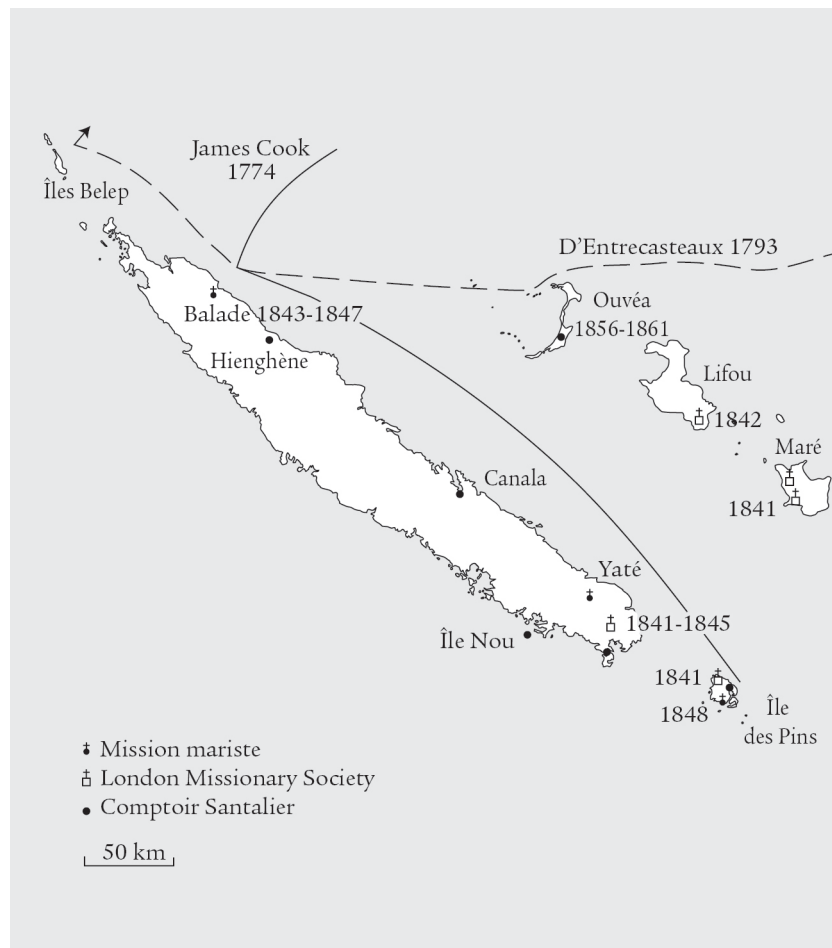 James Cook
1774
Îles Belep
D'Entrecasteaux 1793
Ouvéa
1856-1861
Balade 1843-1847
Hienghène
Lifou
1842
Maré
1841
Canala
Yaté
1841-1845
Île Nou
1841
1848
Île
des Pins
Mission mariste
London Missionary Society
Comptoir Santalier
50 km